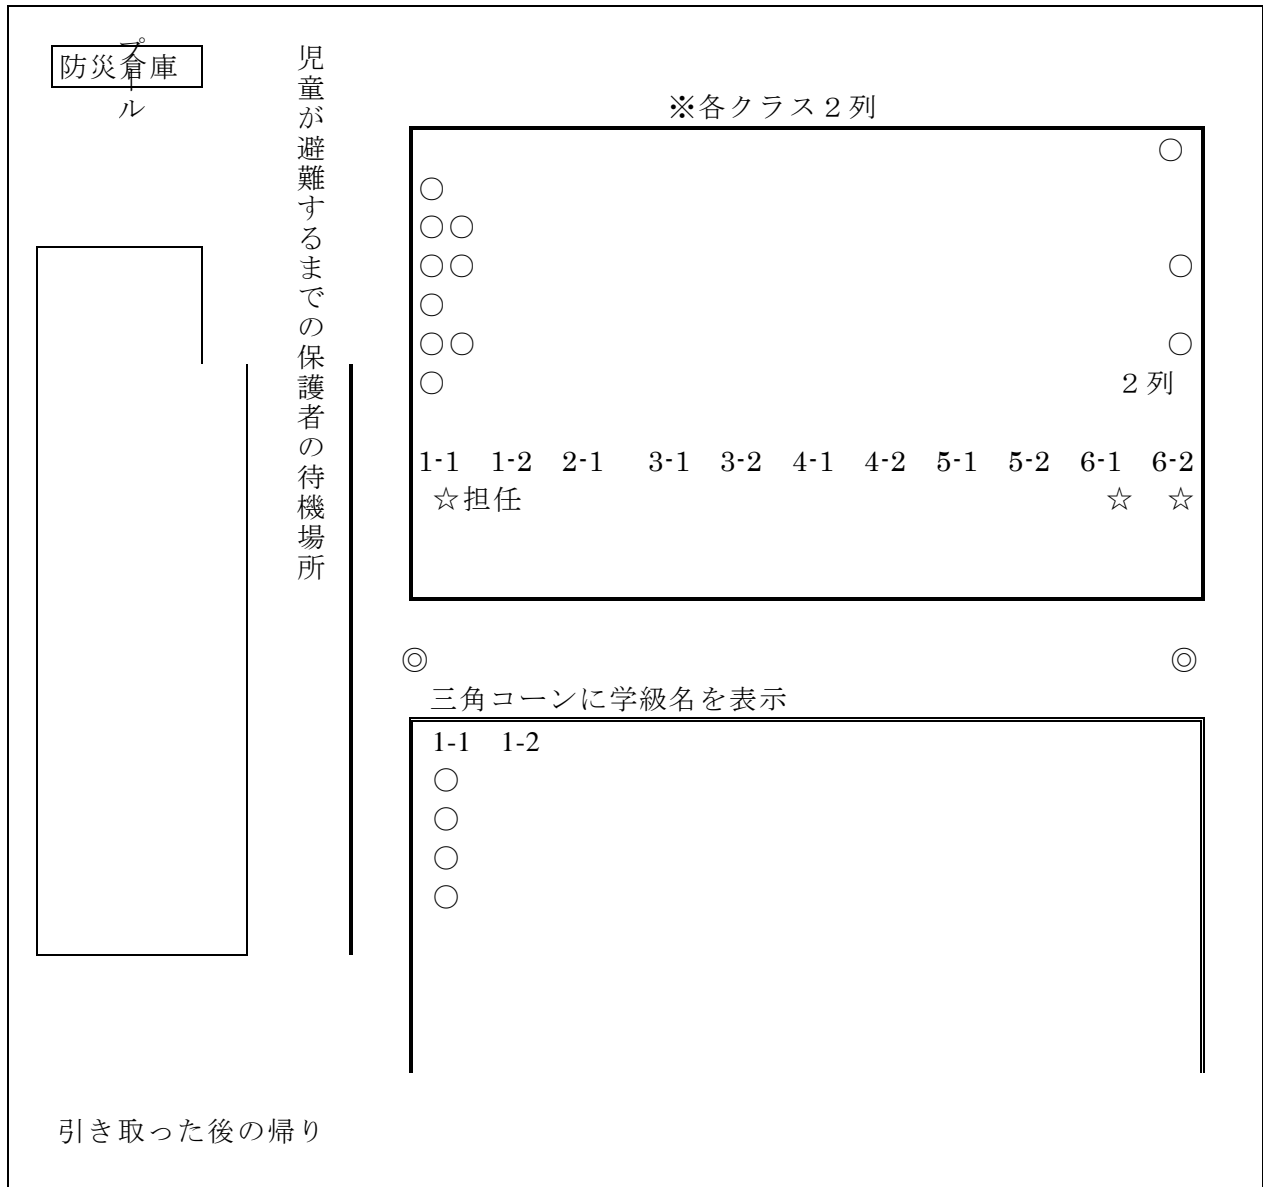 防災倉庫
プール
児童が避難するまでの保護者の待機場所
※各クラス２列
○
○
○○
○○ ○
○
○○ ○
○ ２列
1-1 1-2 2-1 3-1 3-2 4-1 4-2 5-1 5-2 6-1 6-2
☆担任 ☆ ☆
◎ ◎
三角コーンに学級名を表示
1-1 1-2
○
○
○
○
引き取った後の帰り